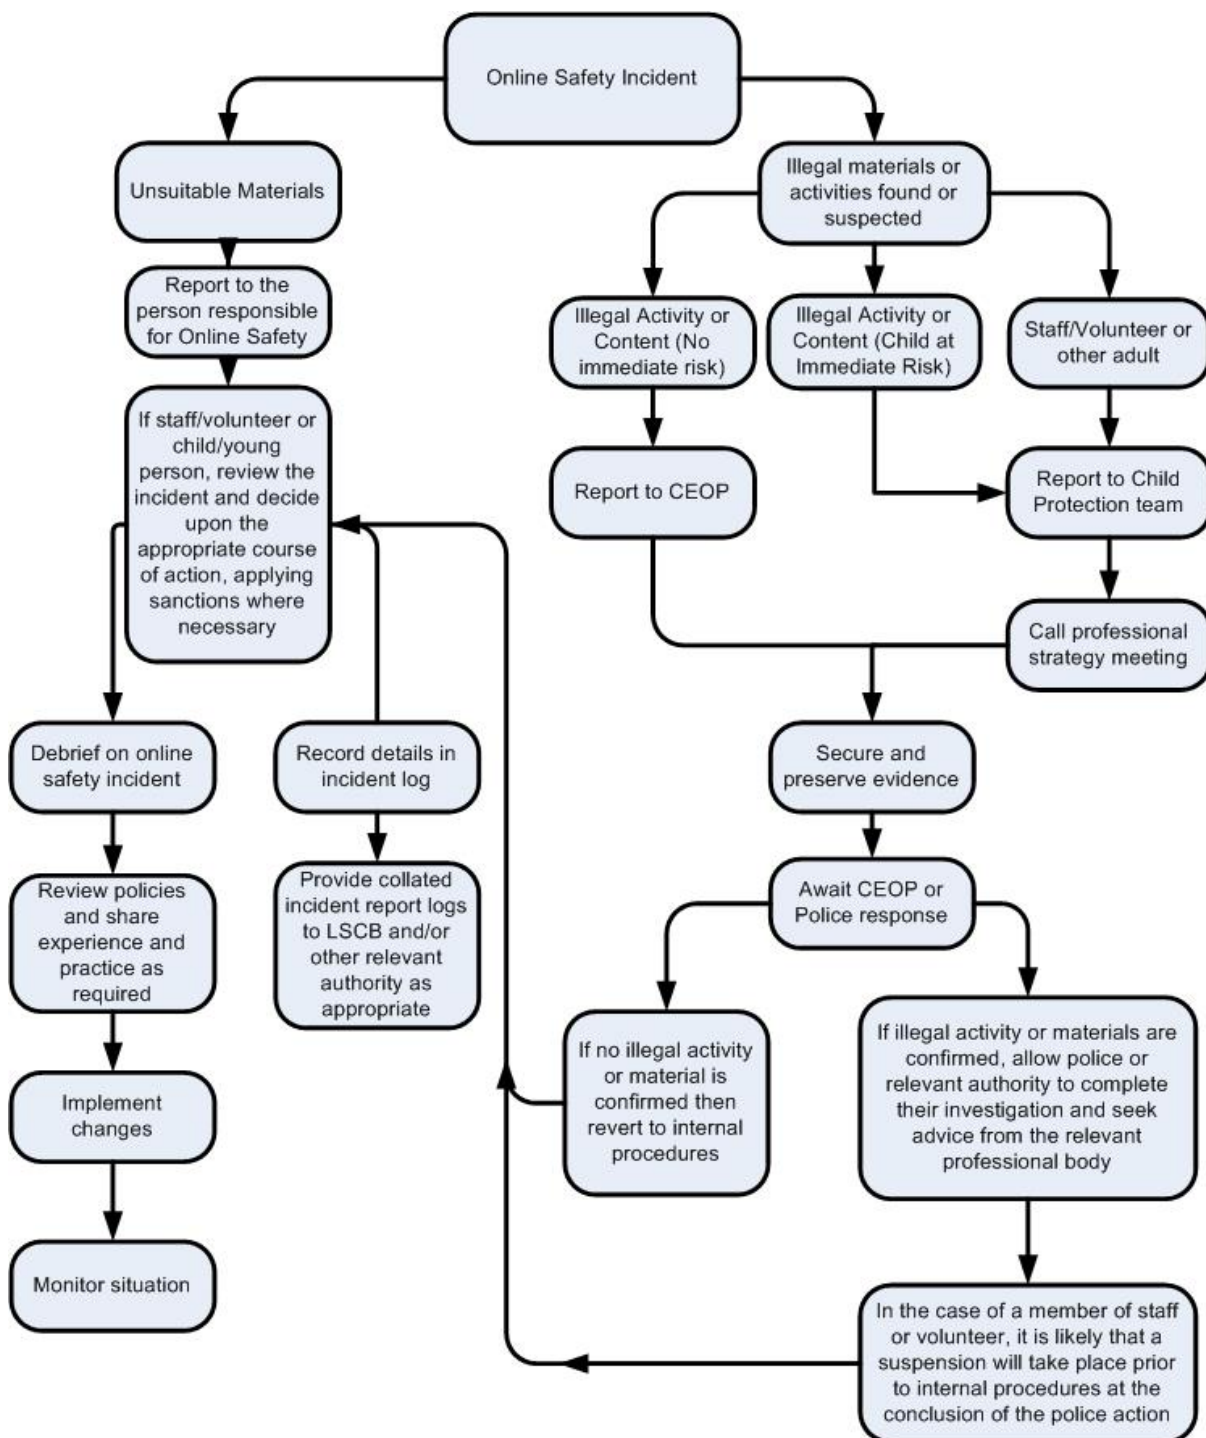 Online Safety Incident
Unsuitable Materials
Report to the
person responsible
for Online Safety
If staff/volunteer or
child/young
person, review the
incident and decide
upon the
appropriate course
of action, applying
sanctions where
necessary
Debrief on online
safety incident
Review policies
and share
experience and
practice as
required
Implement
changes
Monitor situation
Record details in
incident log
Provide collated
incident report logs
to LSCB and/or
other relevant
authority as
appropriate
Illegal materials or
activities found or
suspected
Illegal Activity or
Content (No
immediate risk)
Report to CEOP
Illegal Activity or
Content (Child at
Immediate Risk)
Staff/Volunteer or
other adult
Report to Child
Protection team
Call professional
strategy meeting
Secure and
preserve evidence
Await CEOP or
Police response
If no illegal activity
or material is
confirmed then
revert to internal
procedures
If illegal activity or materials are
confirmed, allow police or
relevant authority to complete
their investigation and seek
advice from the relevant
professional body
In the case of a member of staff
or volunteer, it is likely that a
suspension will take place prior
to internal procedures at the
conclusion of the police action